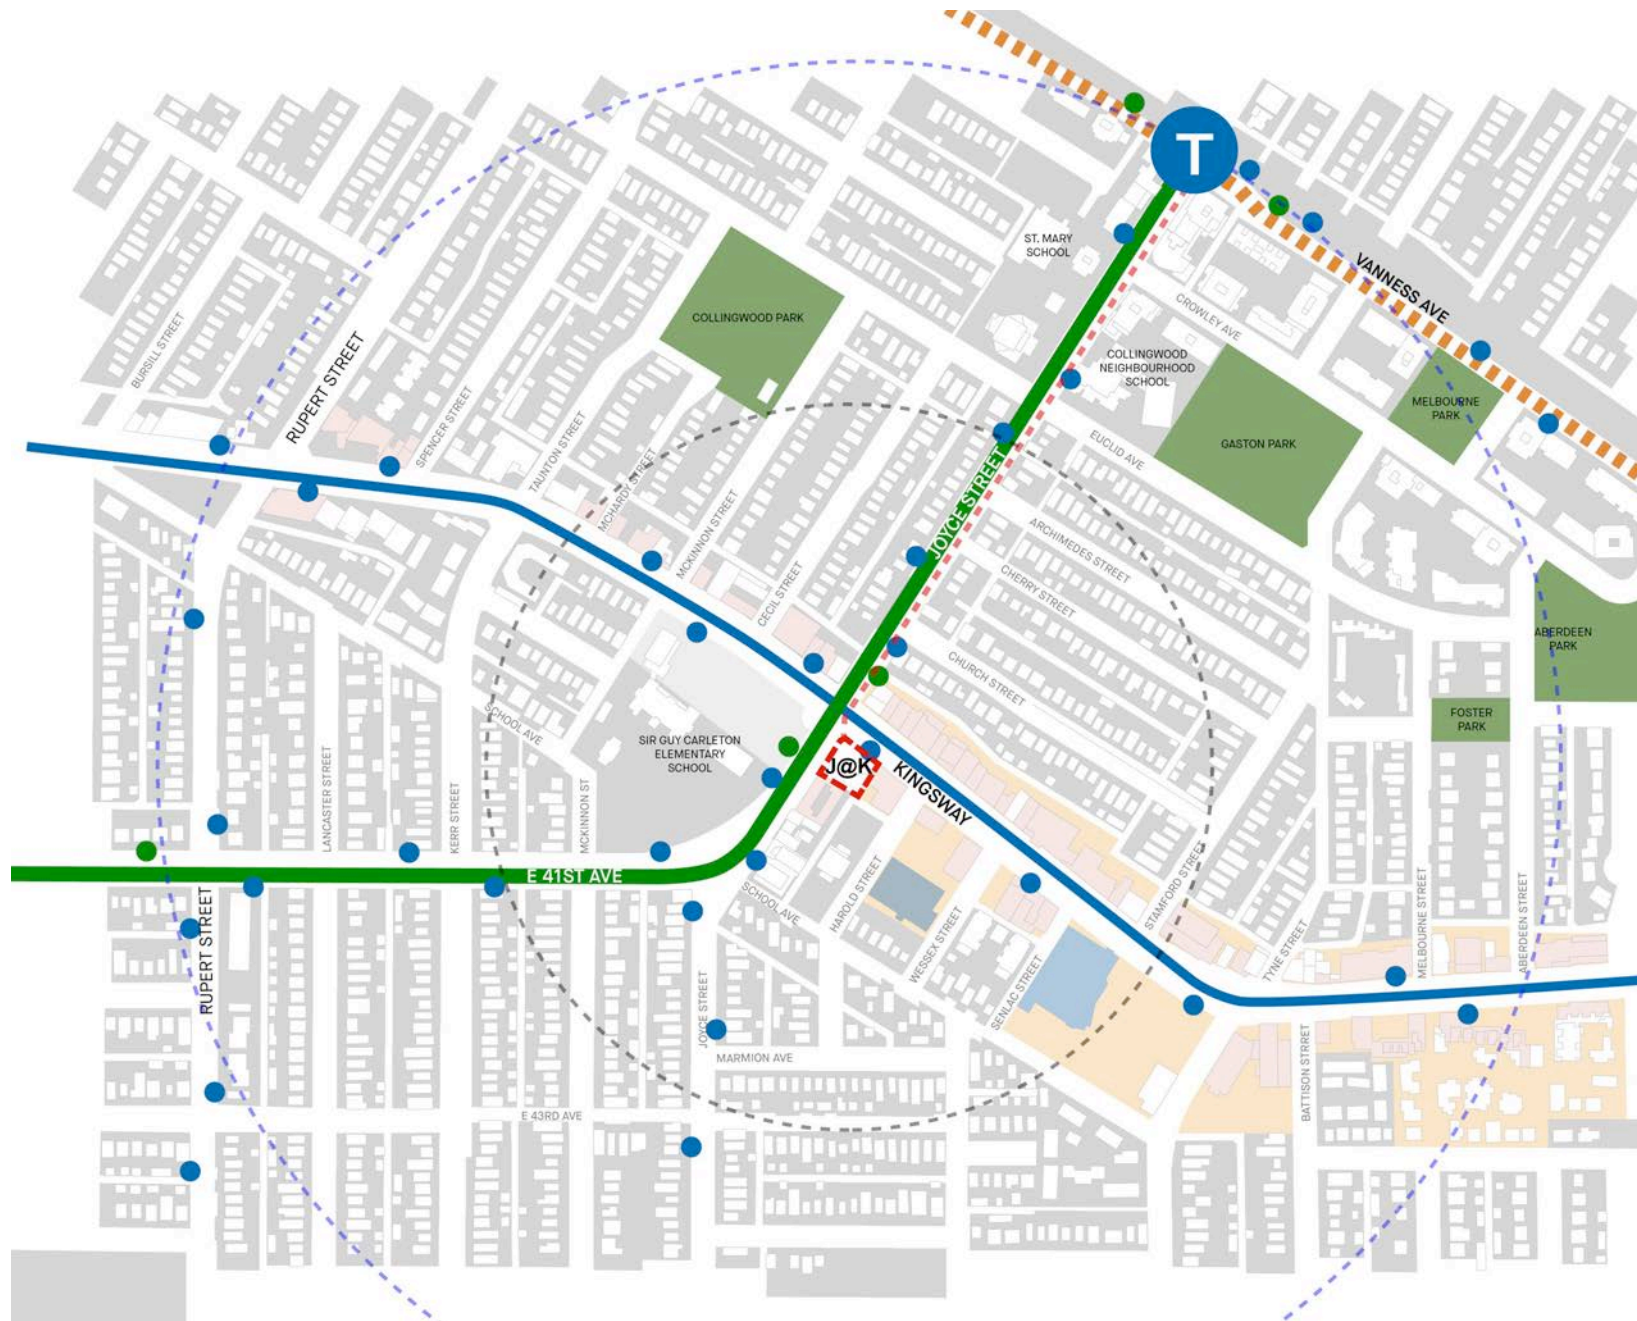 T
ST. MARY
SCHOOL
VANNESS AVE
CROWLEY AVE
COLLINGWOOD PARK
BURSILL STREET
RUPERT STREET
COLLINGWOOD
NEIGHBOURHOOD
SCHOOL
MELBOURNE
PARK
SPENCER STREET
TAUNTON STREET
EUCLID AVE
GASTON PARK
MCHARDY STREET
MCKINNON STREET
JOYCE STREET
ARCHIMEDES STREET
CECIL STREET
CHERRY STREET
ABERDEEN
PARK
CHURCH STREET
SCHOOL AVE
FOSTER
PARK
SIR GUY CARLETON
ELEMENTARY
SCHOOL
J@K
KINGSWAY
LANCASTER STREET
KERR STREET
MCKINNON ST
E 41ST AVE
SCHOOL AVE
HAROLD STREET
STAMFORD STREET
RUPERT STREET
WESSEX STREET
TYNE STREET
MELBOURNE STREET
ABERDEEN STREET
SENLAC STREET
JOYCE STREET
MARMION AVE
BATTISON STRRET
E 43RD AVE